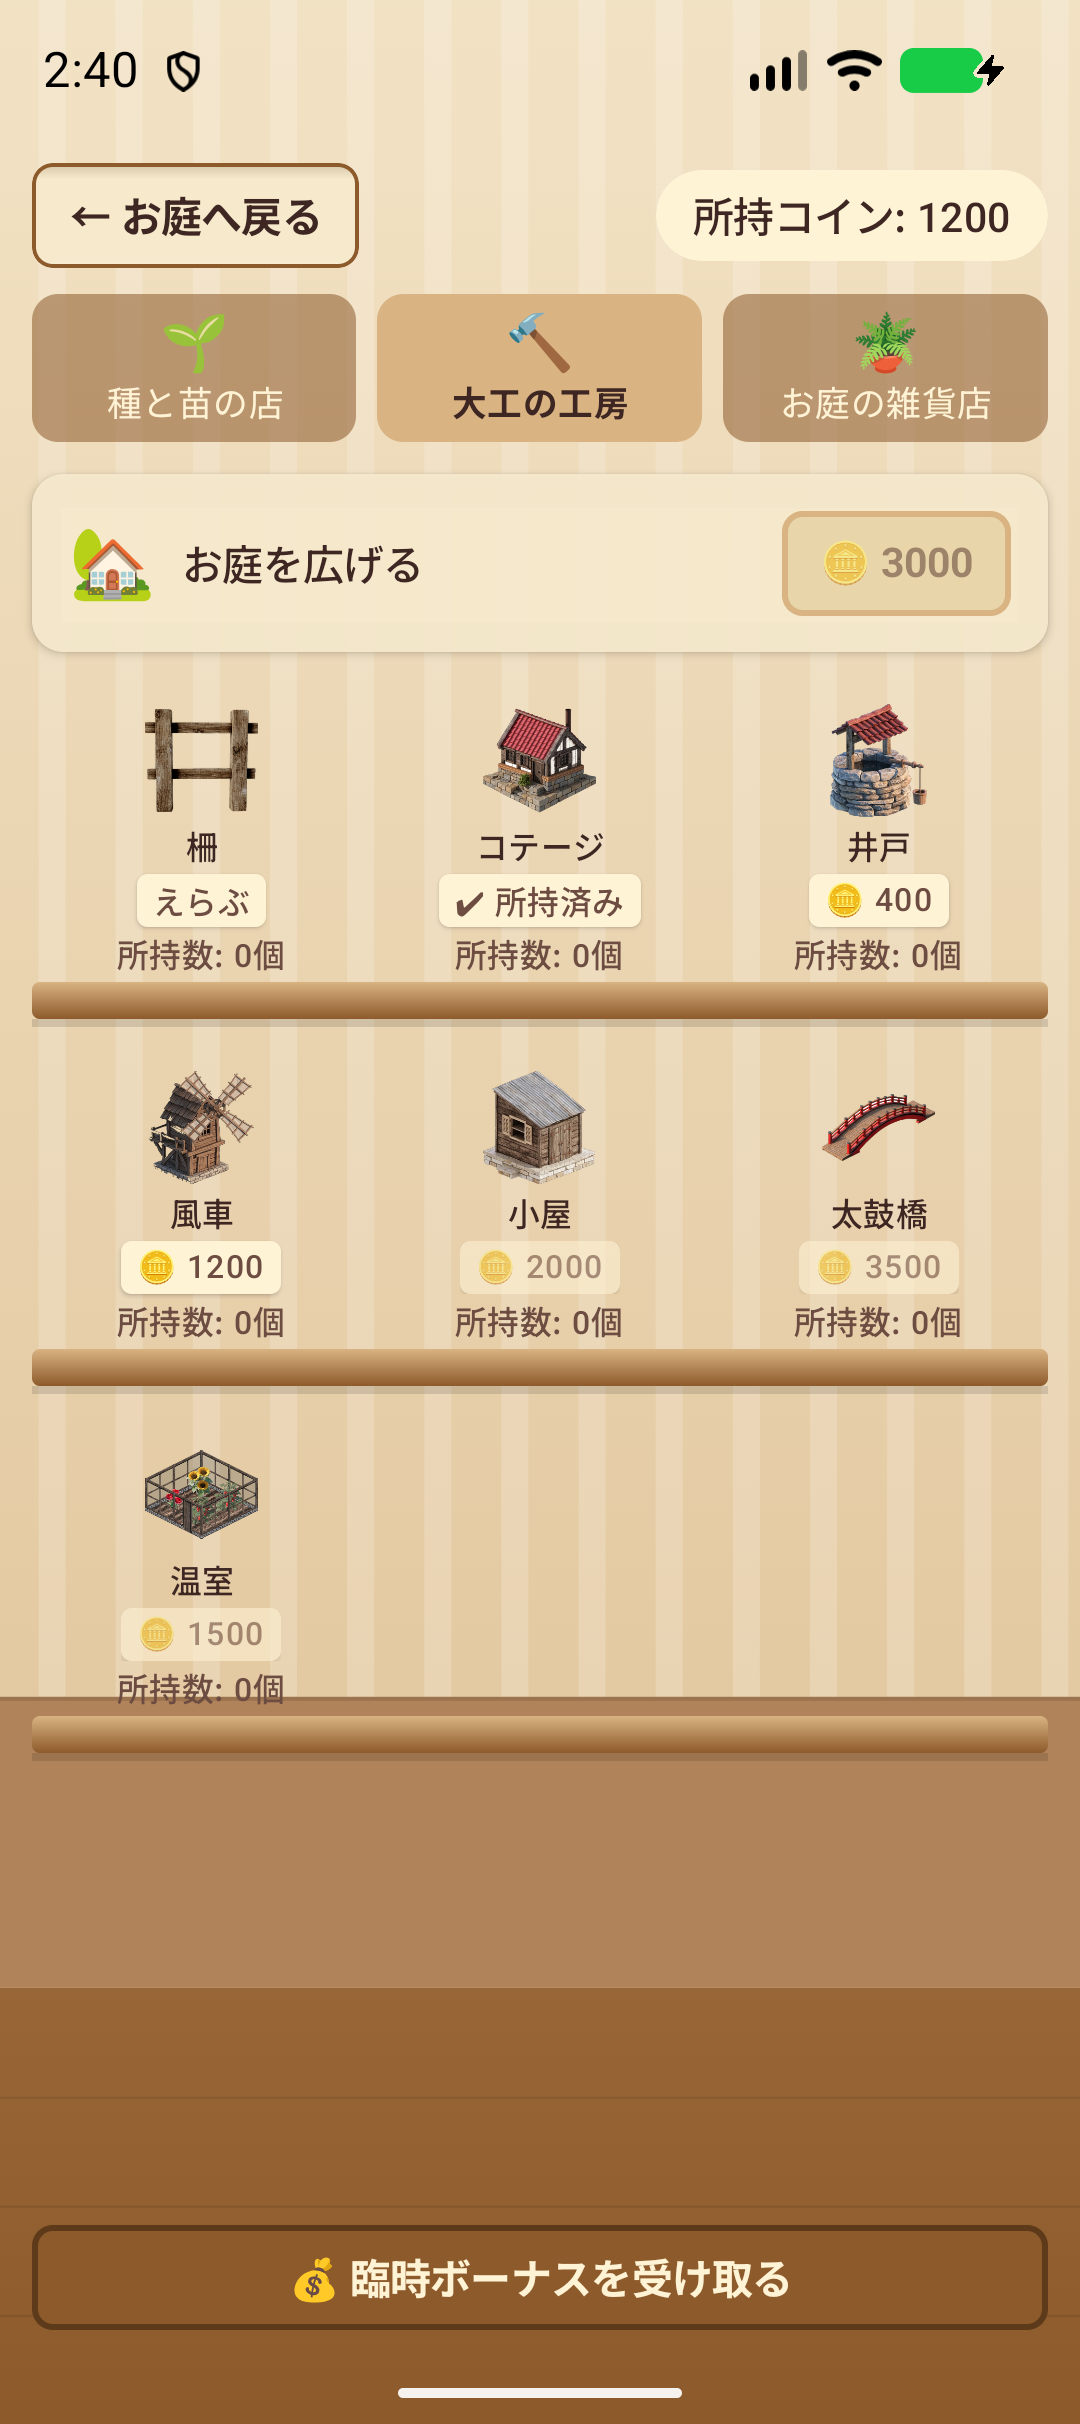 2:40
← お庭へ戻る
所持コイン: 1200
種と苗の店
大工の工房
お庭の雑貨店
お庭を広げる
3000
柵
コテージ
井戸
えらぶ
✔ 所持済み
400
所持数: 0個
所持数: 0個
所持数: 0個
風車
小屋
太鼓橋
1200
2000
3500
所持数: 0個
所持数: 0個
所持数: 0個
温室
1500
所持数: 0個
臨時ボーナスを受け取る